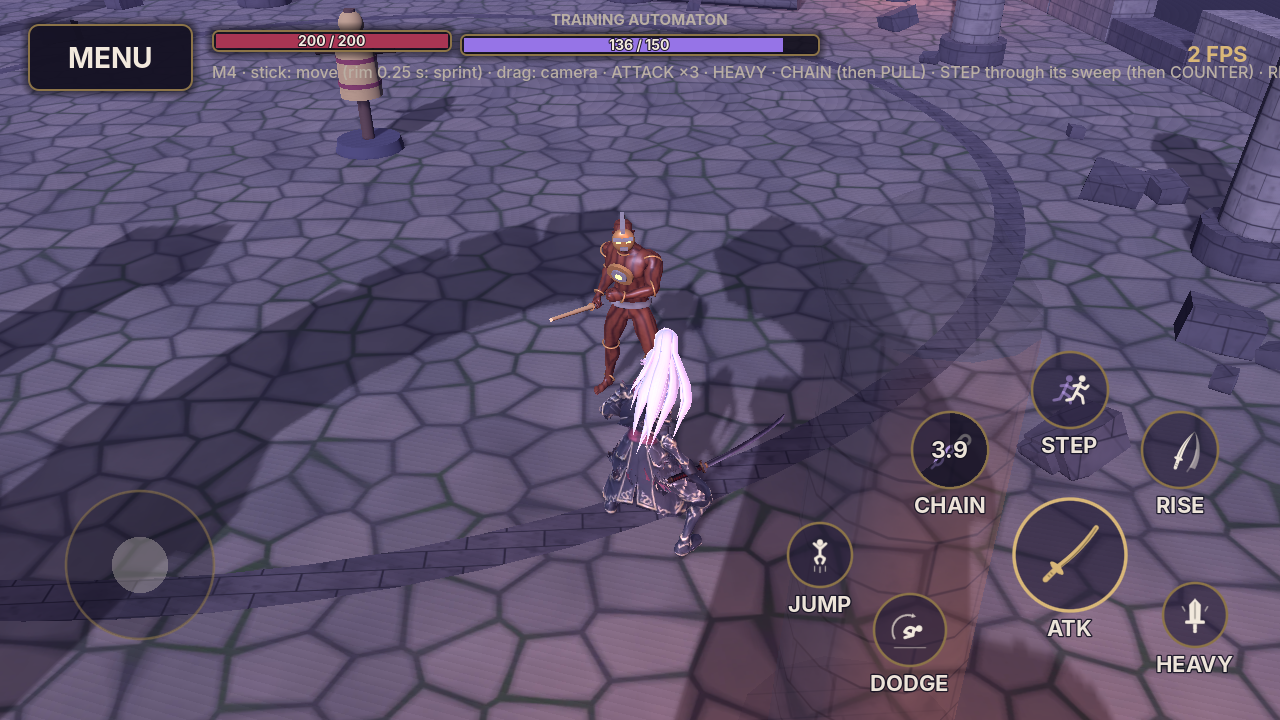 TRAINING AUTOMATON
MENU
200 / 200
136 / 150
2 FPS
M4 · stick: move (rim 0.25 s: sprint) · drag: camera · ATTACK ×3 · HEAVY · CHAIN (then PULL) · STEP through its sweep (then COUNTER) ·
STEP
3.9
CHAIN
RISE
JUMP
ATK
DODGE
HEAVY